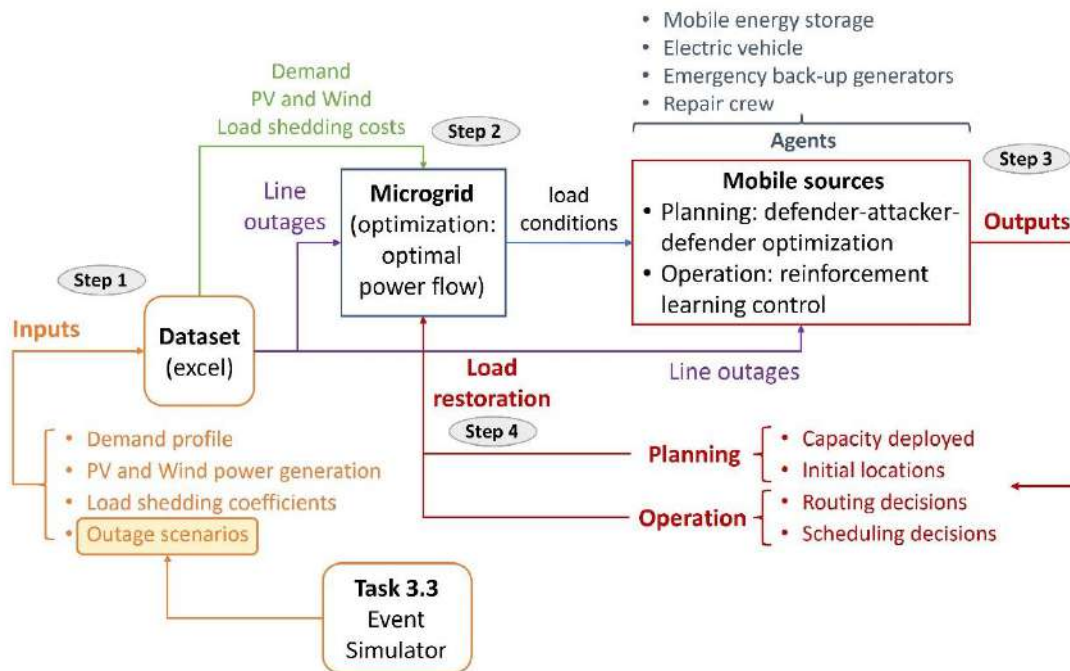 • Mobile energy storage
• Electric vehicle
• Emergency back-up generators
• Repair crew
Agents
Demand
PV and Wind
Load shedding costs
Step 2
Step 3
Line
outages
Microgrid
(optimization:
optimal
power flow)
load
conditions
Mobile sources
• Planning: defender-attacker-
defender optimization
• Operation: reinforcement
learning control
Outputs
Step 1
Inputs
Dataset
(excel)
Line outages
Load
restoration
Step 4
• Demand profile
• PV and Wind power generation
• Load shedding coefficients
• Outage scenarios
Planning
• Capacity deployed
• Initial locations
Operation
• Routing decisions
• Scheduling decisions
Task 3.3
Event
Simulator